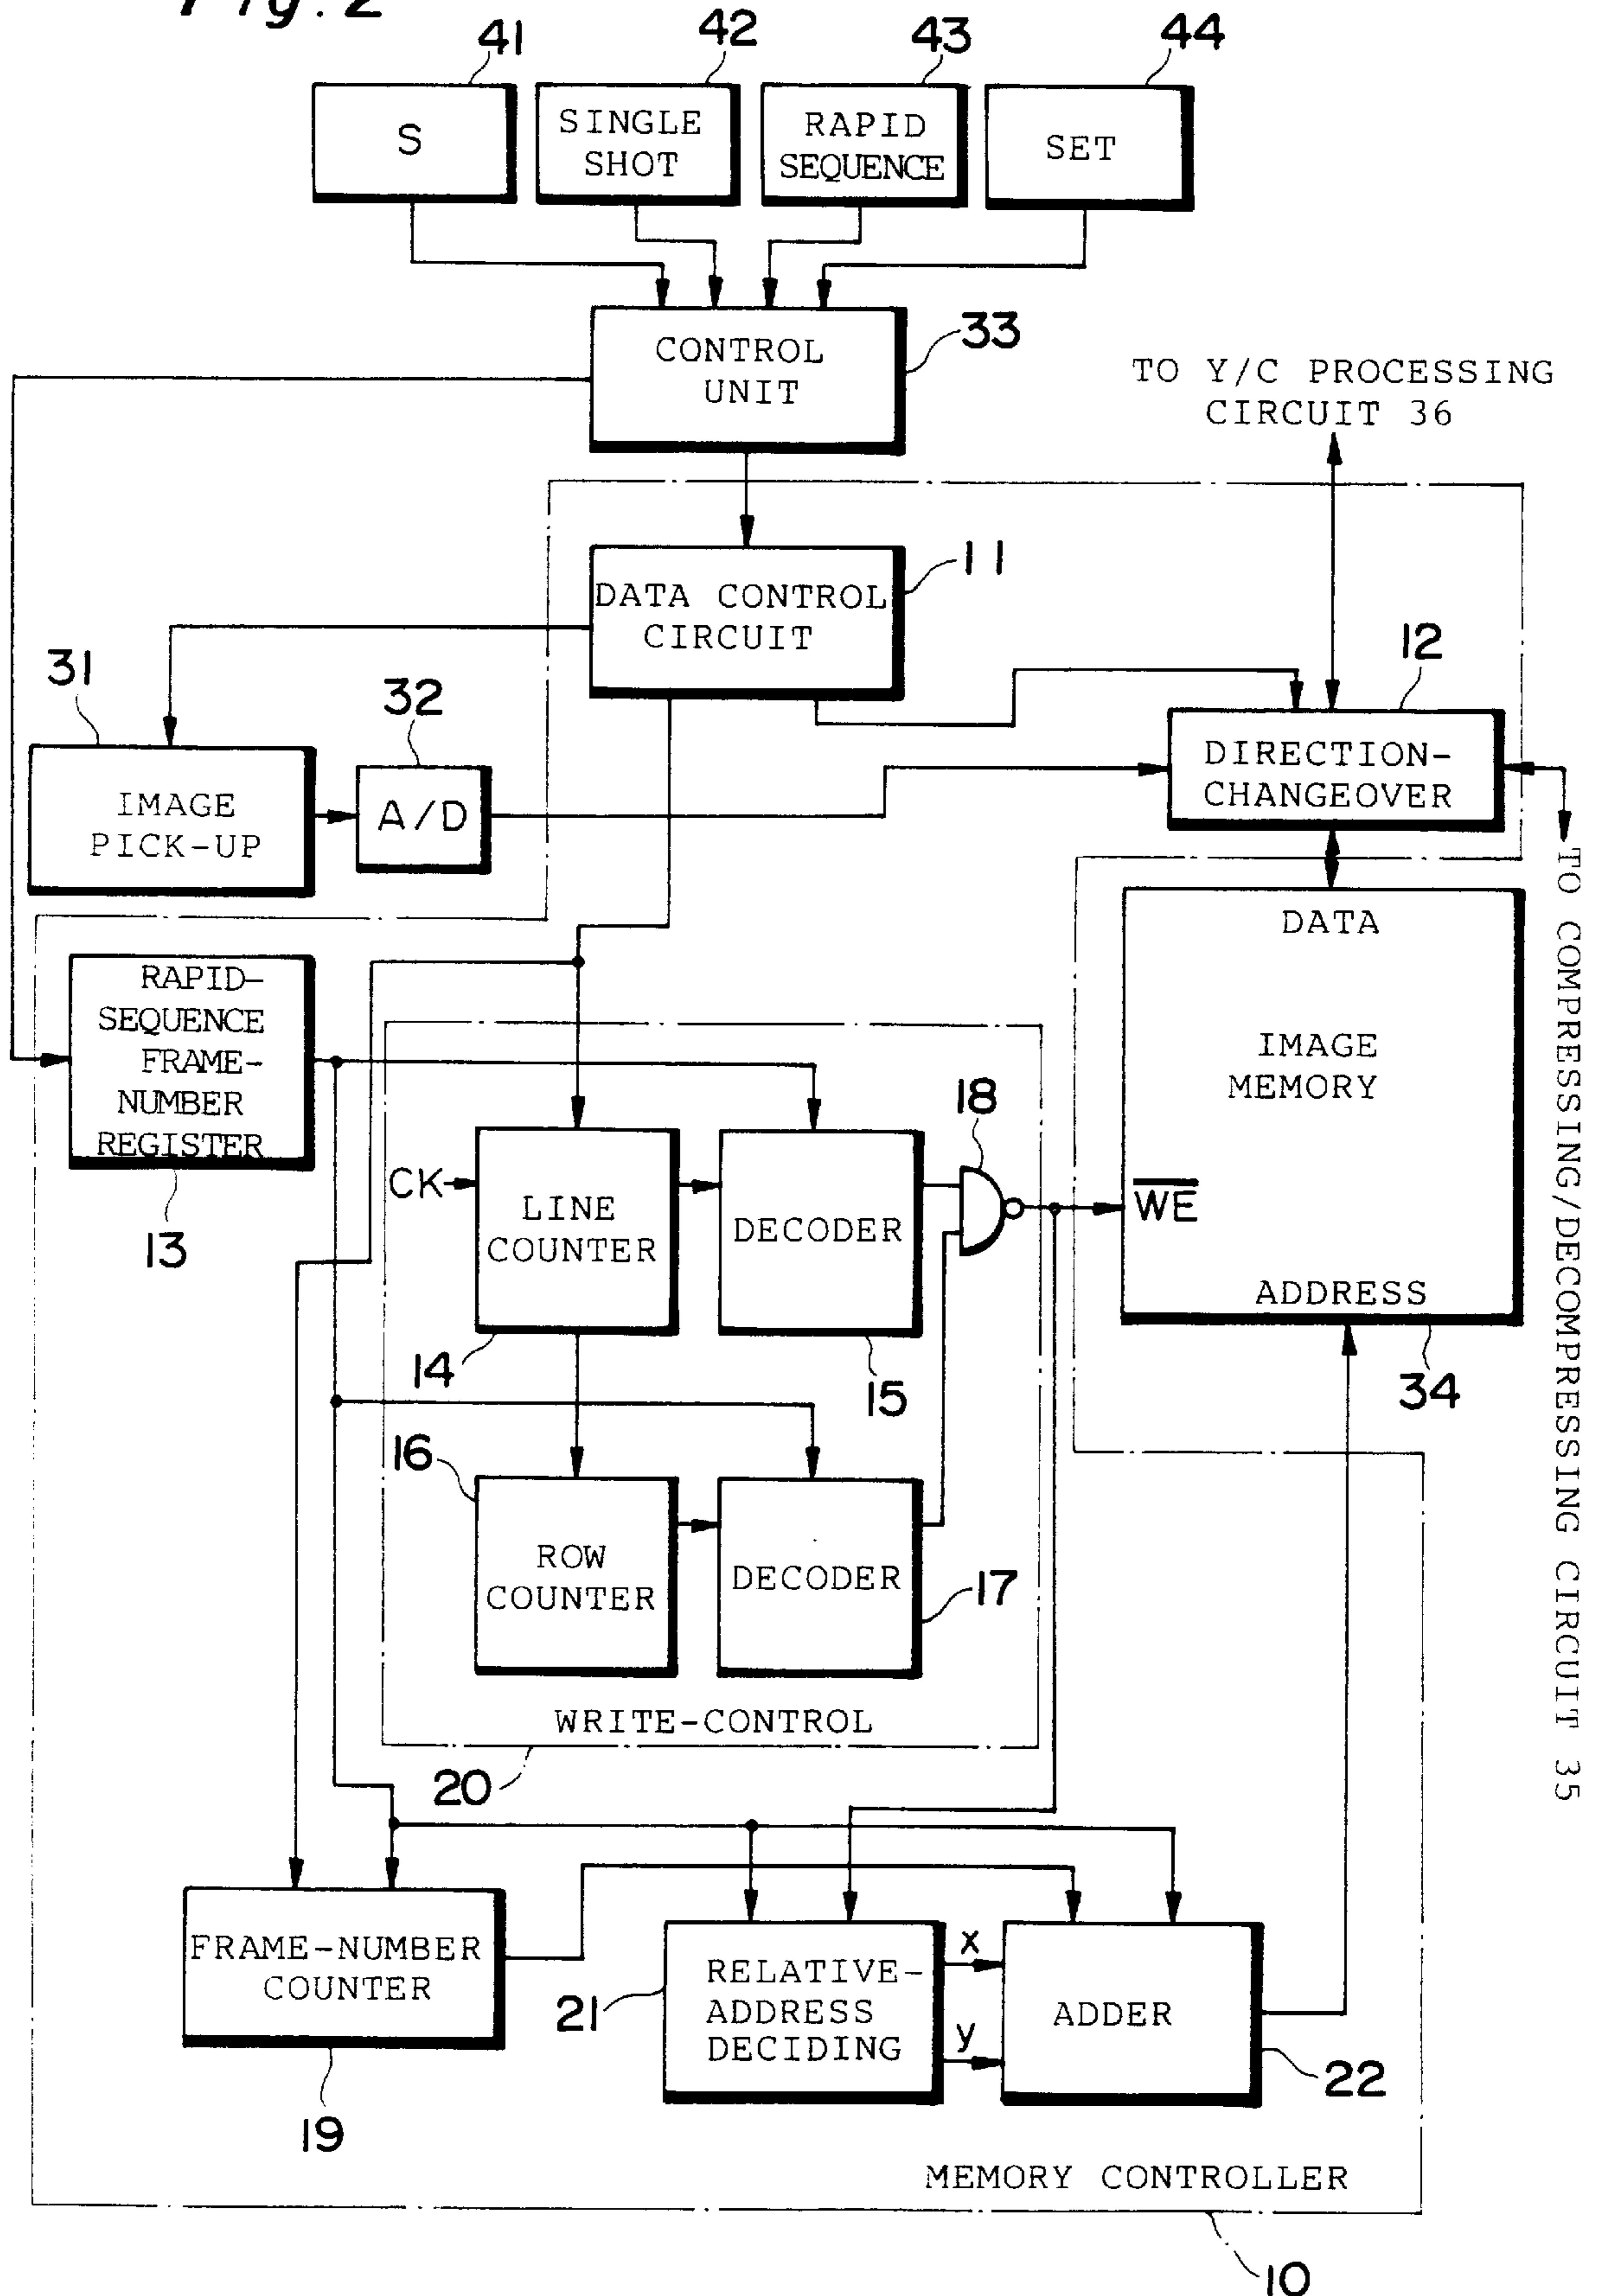 Fig. 2
41
42
43
44
S
SINGLE
SHOT
RAPID
SEQUENCE
SET
CONTROL
UNIT
33
TO Y/C PROCESSING
CIRCUIT 36
DATA CONTROL
CIRCUIT
11
12
DIRECTION-
CHANGEOVER
31
IMAGE
PICK-UP
32
A/D
TO COMPRESSING/DECOMPRESSING CIRCUIT 35
DATA
IMAGE
MEMORY
WE
ADDRESS
34
RAPID-
SEQUENCE
FRAME-
NUMBER
REGISTER
13
CK
LINE
COUNTER
14
DECODER
15
18
16
ROW
COUNTER
DECODER
17
WRITE-CONTROL
20
FRAME-NUMBER
COUNTER
19
21
RELATIVE-
ADDRESS
DECIDING
x
y
ADDER
22
MEMORY CONTROLLER
10